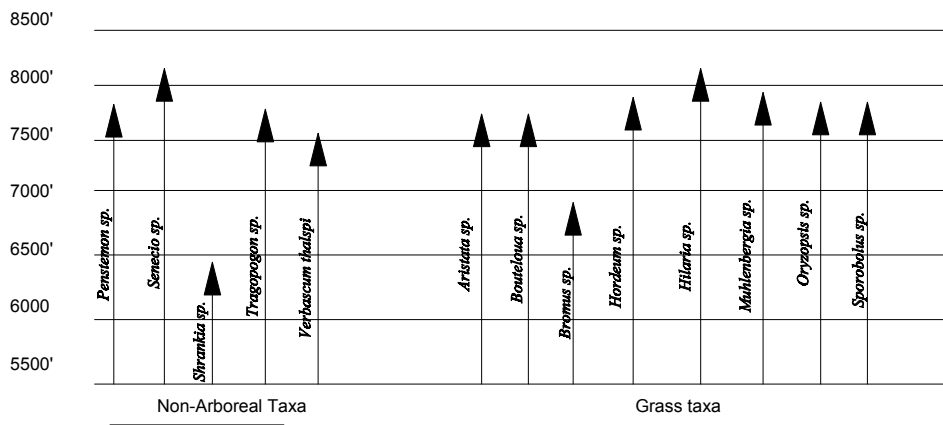 8500'
8000'
7500'
7000'
6500'
6000
5500'
Penstemon sp.
Senecio sp.
Shrankia sp.
Tragopogon sp.
Verbascum thalspi
Aristata sp.
Bouteloua sp.
Bromus sp.
Hordeum sp.
Hilaria sp.
Muhlenbergia sp.
Oryzopsis sp.
Sporobolus sp.
Non-Arboreal Taxa
Grass taxa